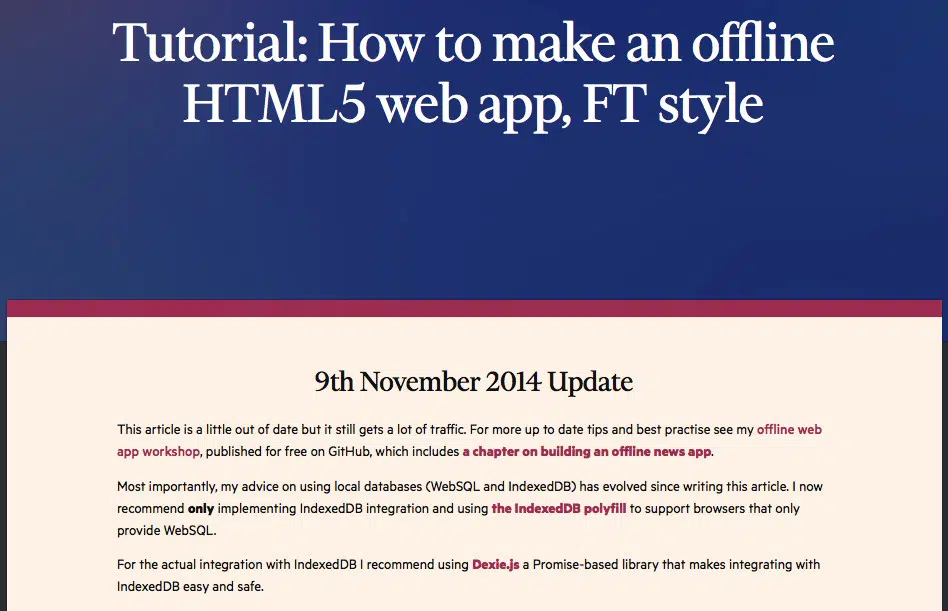 Tutorial: How to make an offline
HTML5 web app, FT style
9th November 2014 Update
This article is a little out of date but it still gets a lot of traffic. For more up to date tips and best practise see my offline web
app workshop, published for free on GitHub, which includes a chapter on building an offline news app.
Most importantly, my advice on using local databases (WebSQL and IndexedDB) has evolved since writing this article. I now
recommend only implementing IndexedDB integration and using the IndexedDB polyfill to support browsers that only
provide WebSQL.
For the actual integration with IndexedDB I recommend using Dexie.js a Promise-based library that makes integrating with
IndexedDB easy and safe.